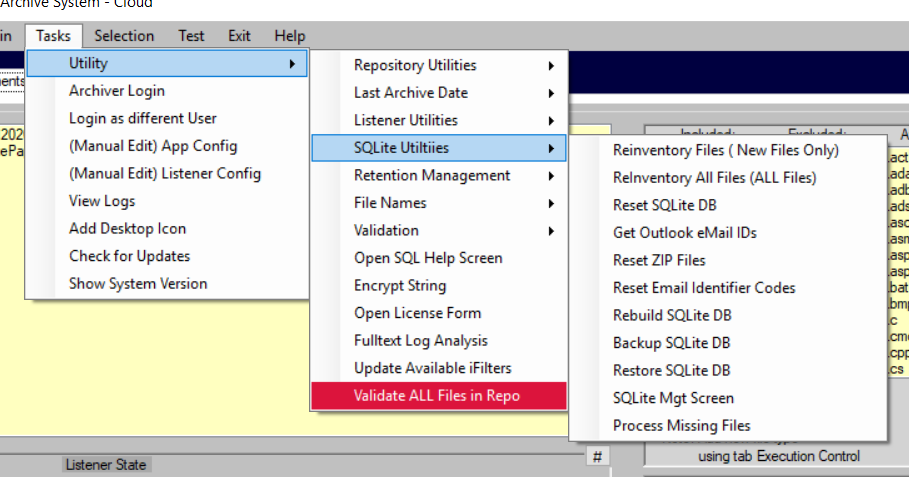 Archive System - Cloud
in Tasks Selection Test Exit Help
Utility
Archiver Login
Login as different User
(Manual Edit) App Config
(Manual Edit) Listener Config
View Logs
Add Desktop Icon
Check for Updates
Show System Version
Repository Utilities
Last Archive Date
Listener Utilities
SQLite Utiltiies
Retention Management
File Names
Validation
Open SQL Help Screen
Encrypt String
Open License Form
Fulltext Log Analysis
Update Available iFilters
Validate ALL Files in Repo
Reinventory Files ( New Files Only)
ReInventory All Files (ALL Files)
Reset SQLite DB
Get Outlook eMail IDs
Reset ZIP Files
Reset Email Identifier Codes
Rebuild SQLite DB
Backup SQLite DB
Restore SQLite DB
SQLite Mgt Screen
Process Missing Files
ents
202
ePa
Included: Excluded: A
.act
.ada
.adb
.ads
.asc
.asm
.asp
.asp
.bat
.bmp
.c
.cmd
.cpp
.cs
using tab Execution Control
Listener State
#